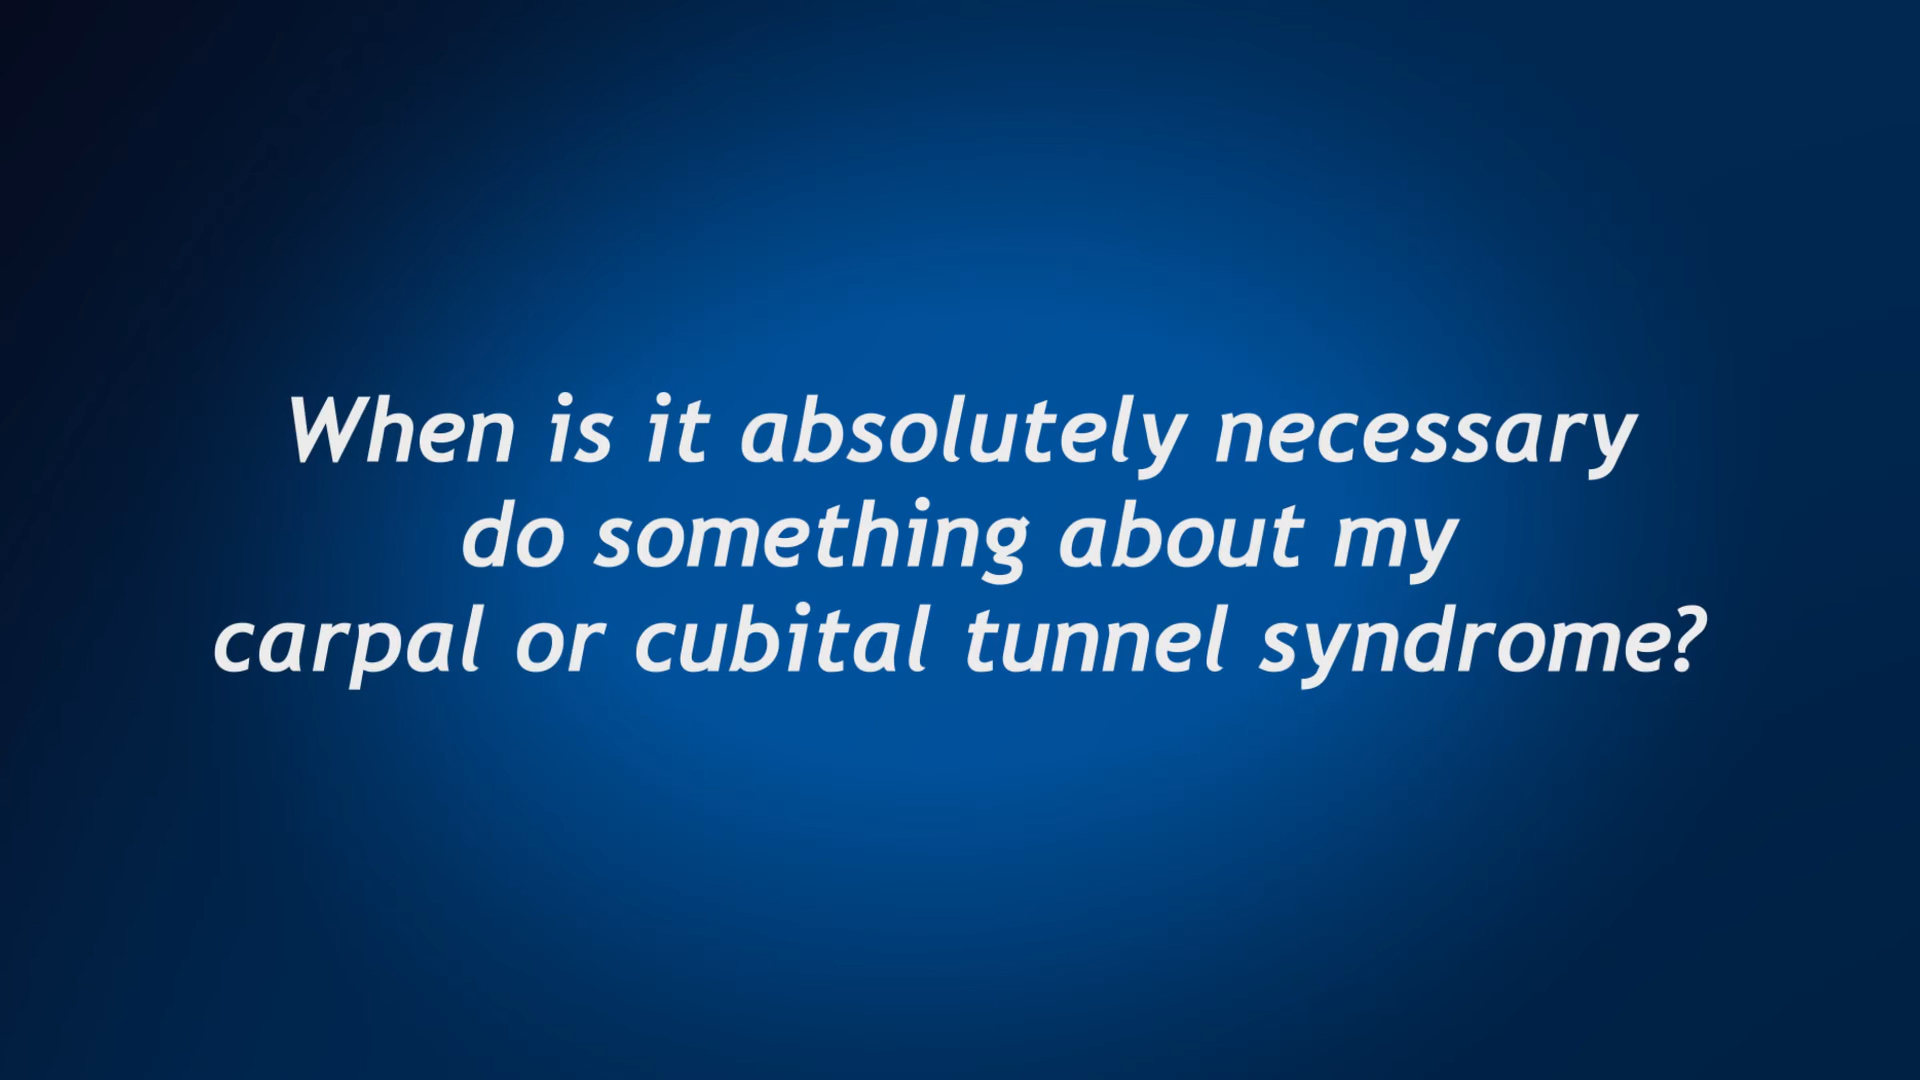 When is it absolutely necessary
do something about my
carpal or cubital tunnel syndrome?